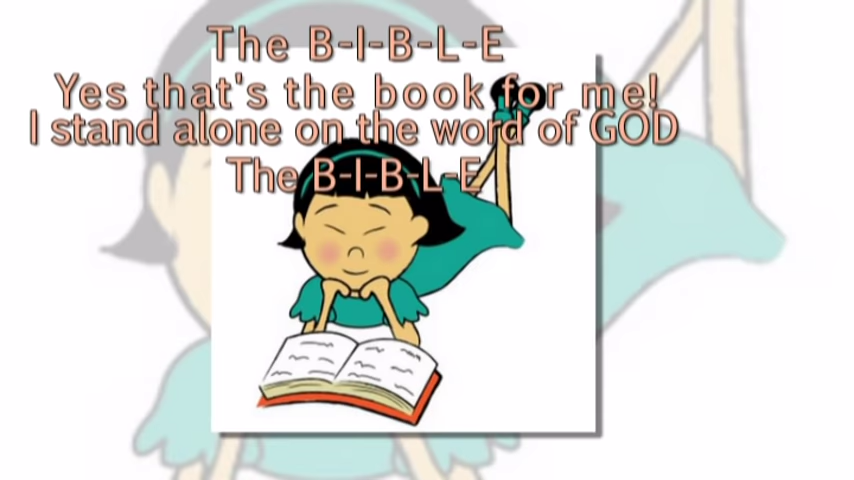 The B-I-B-L-E
Yes that's the book for me!
I stand alone on the word of GOD
The B-I-B-L-E